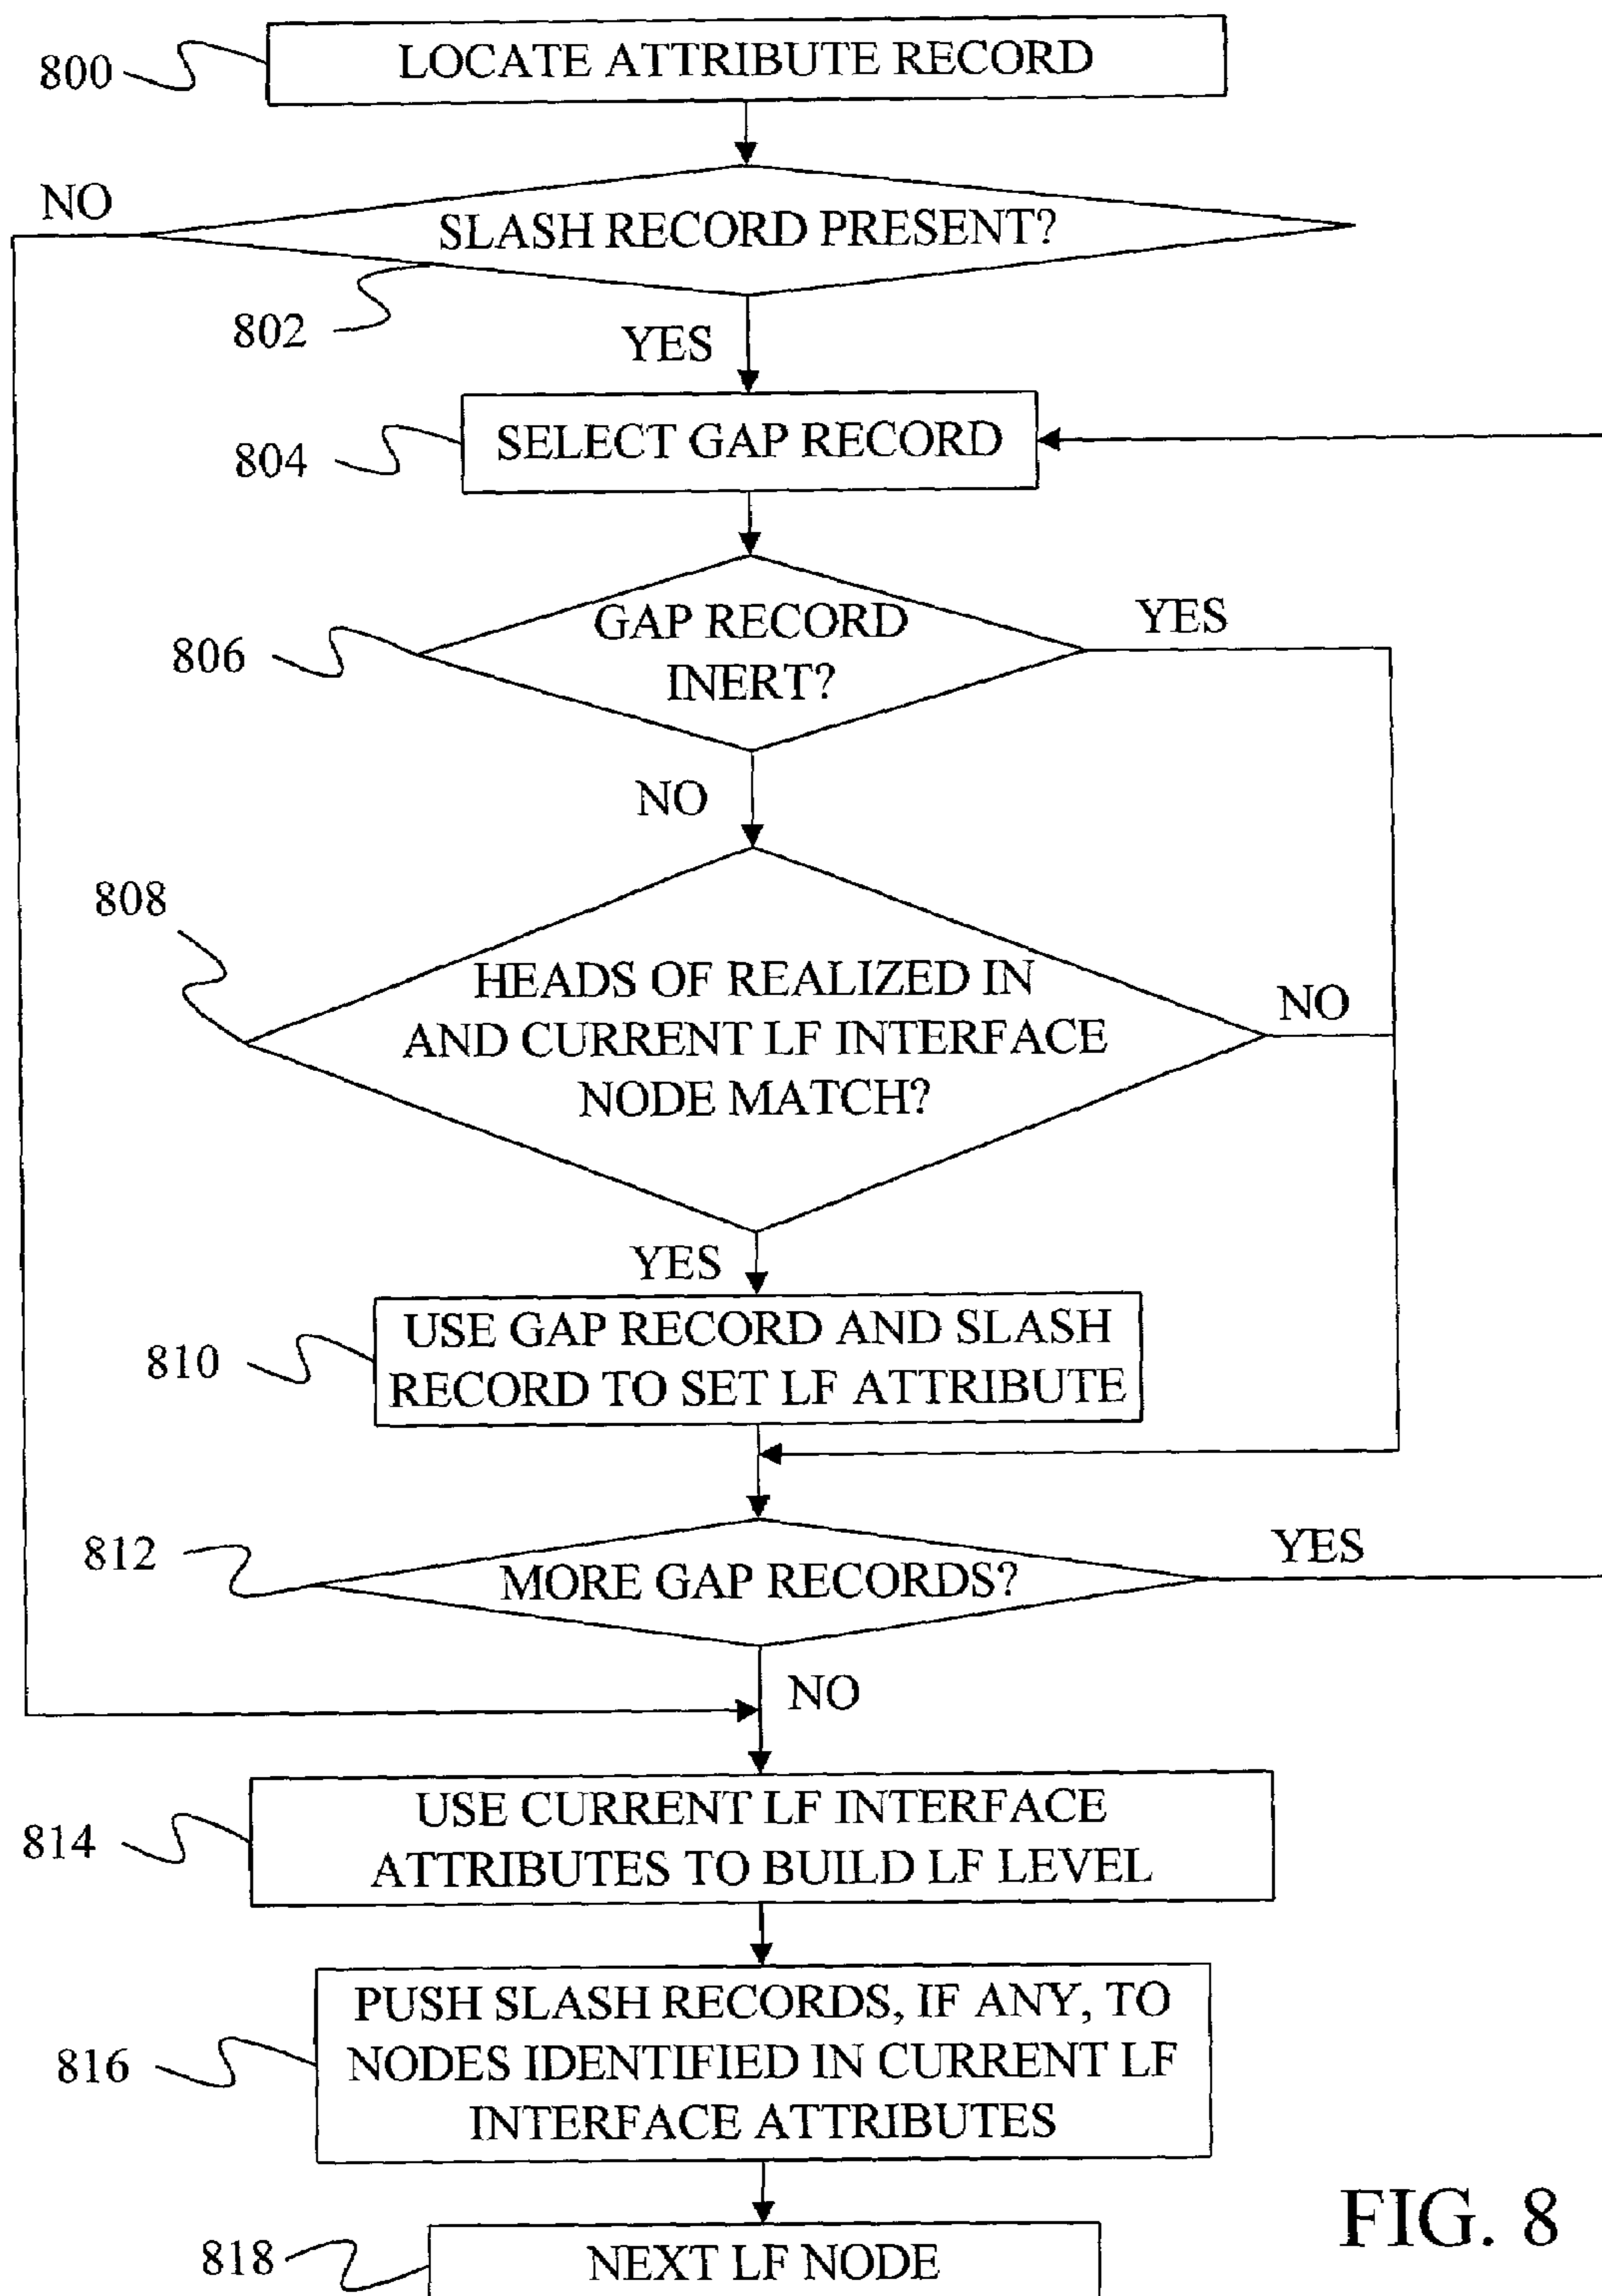 800
LOCATE ATTRIBUTE RECORD
NO
SLASH RECORD PRESENT?
802
YES
804
SELECT GAP RECORD
806
GAP RECORD
INERT?
YES
NO
808
HEADS OF REALIZED IN
AND CURRENT LF INTERFACE
NODE MATCH?
NO
YES
810
USE GAP RECORD AND SLASH
RECORD TO SET LF ATTRIBUTE
812
MORE GAP RECORDS?
YES
NO
814
USE CURRENT LF INTERFACE
ATTRIBUTES TO BUILD LF LEVEL
816
PUSH SLASH RECORDS, IF ANY, TO
NODES IDENTIFIED IN CURRENT LF
INTERFACE ATTRIBUTES
818
NEXT LF NODE
FIG. 8